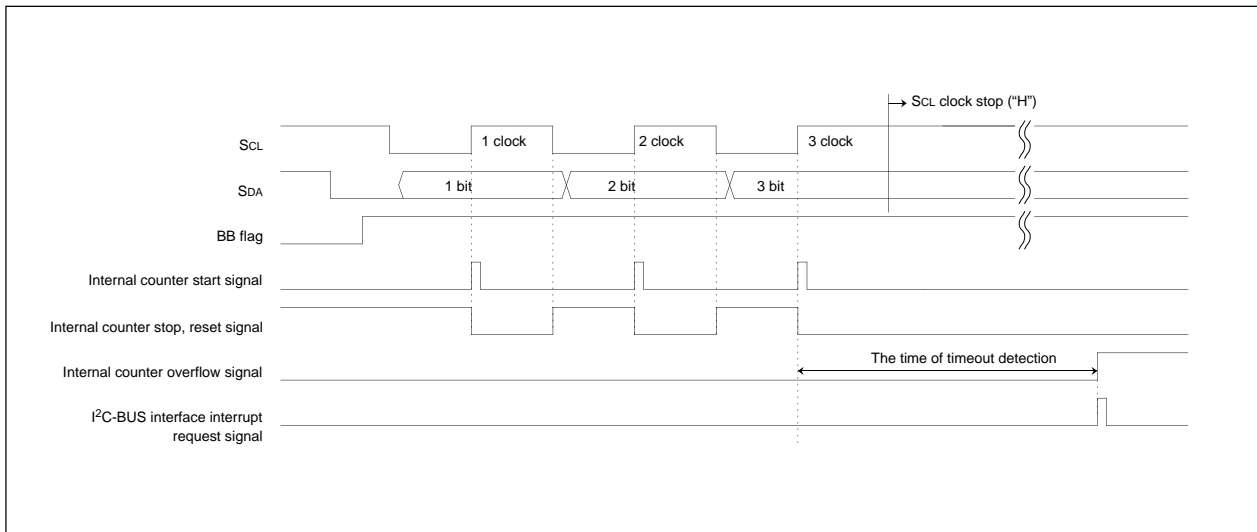 SCL clock stop (“H”)
SCL
1 clock
2 clock
3 clock
SDA
1 bit
2 bit
3 bit
BB flag
Internal counter start signal
Internal counter stop, reset signal
The time of timeout detection
Internal counter overflow signal
I²C-BUS interface interrupt
request signal